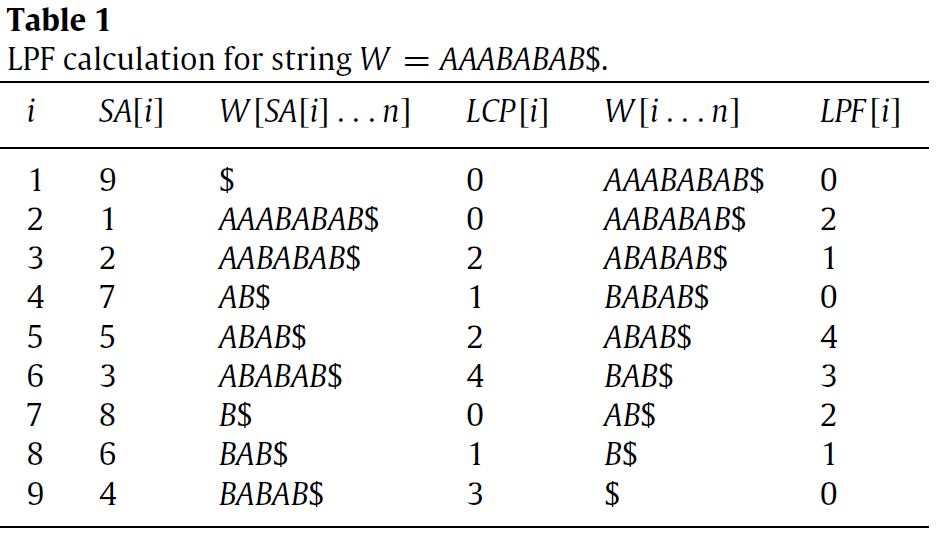 Table 1
LPF calculation for string W = AAABABAB$.
i SA[i] W[SA[i]...n] LCP[i] W[i...n] LPF[i]
1 9 $ 0 AAABABAB$ 0
2 1 AAABABAB$ 0 AABABAB$ 2
3 2 AABABAB$ 2 ABABAB$ 1
4 7 AB$ 1 BABAB$ 0
5 5 ABAB$ 2 ABAB$ 4
6 3 ABABAB$ 4 BAB$ 3
7 8 B$ 0 AB$ 2
8 6 BAB$ 1 B$ 1
9 4 BABAB$ 3 $ 0